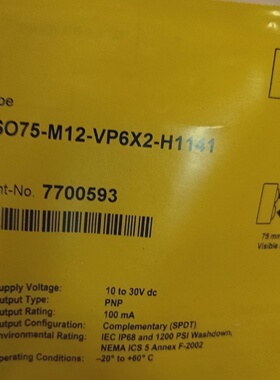 pe
SO75-M12-VP6X2-H1141
nt-No. 7700593
75 mm
Visible
upply Voltage: 10 to 30V dc
utput Type: PNP
utput Rating: 100 mA
utput Configuration: Complementary (SPDT)
nvironmental Rating: IEC IP68 and 1200 PSI Washdown,
NEMA ICS 5 Annex F-2002
perating Conditions: –20° to +60° C